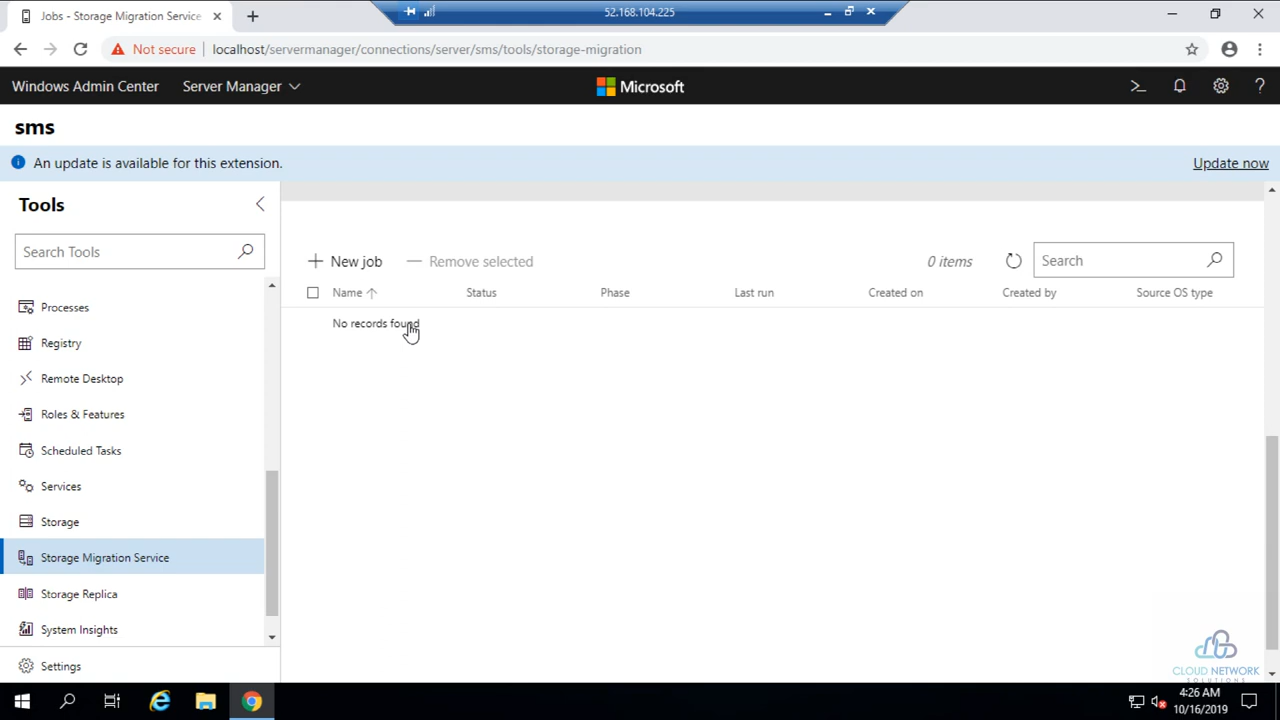 Jobs - Storage Migration Service
52.168.104.225
Not secure
localhost/servermanager/connections/server/sms/tools/storage-migration
Windows Admin Center
Server Manager
Microsoft
sms
An update is available for this extension.
Update now
Tools
Search Tools
Processes
Registry
Remote Desktop
Roles & Features
Scheduled Tasks
Services
Storage
Storage Migration Service
Storage Replica
System Insights
Settings
New job
Remove selected
0 items
Search
Name Status Phase Last run Created on Created by Source OS type
No records found
CLOUD NETWORK
SOLUTIONS
4:26 AM
10/16/2019